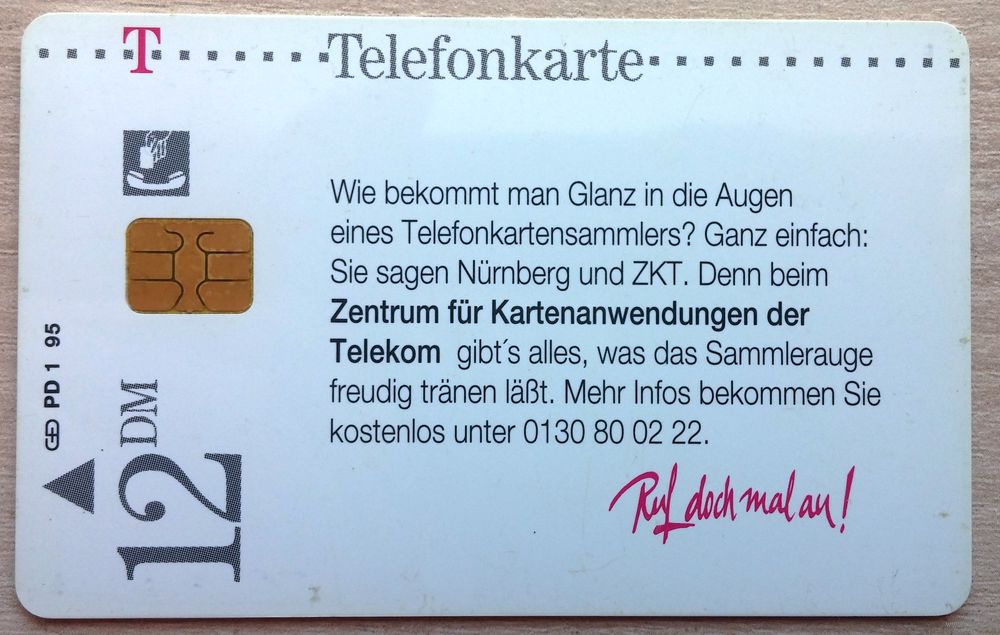 T Telefonkarte
Wie bekommt man Glanz in die Augen
eines Telefonkartensammlers? Ganz einfach:
Sie sagen Nürnberg und ZKT. Denn beim
Zentrum für Kartenanwendungen der
Telekom gibt´s alles, was das Sammlerauge
freudig tränen läßt. Mehr Infos bekommen Sie
kostenlos unter 0130 80 02 22.
Ruf doch mal an!
PD 1 95
12 DM